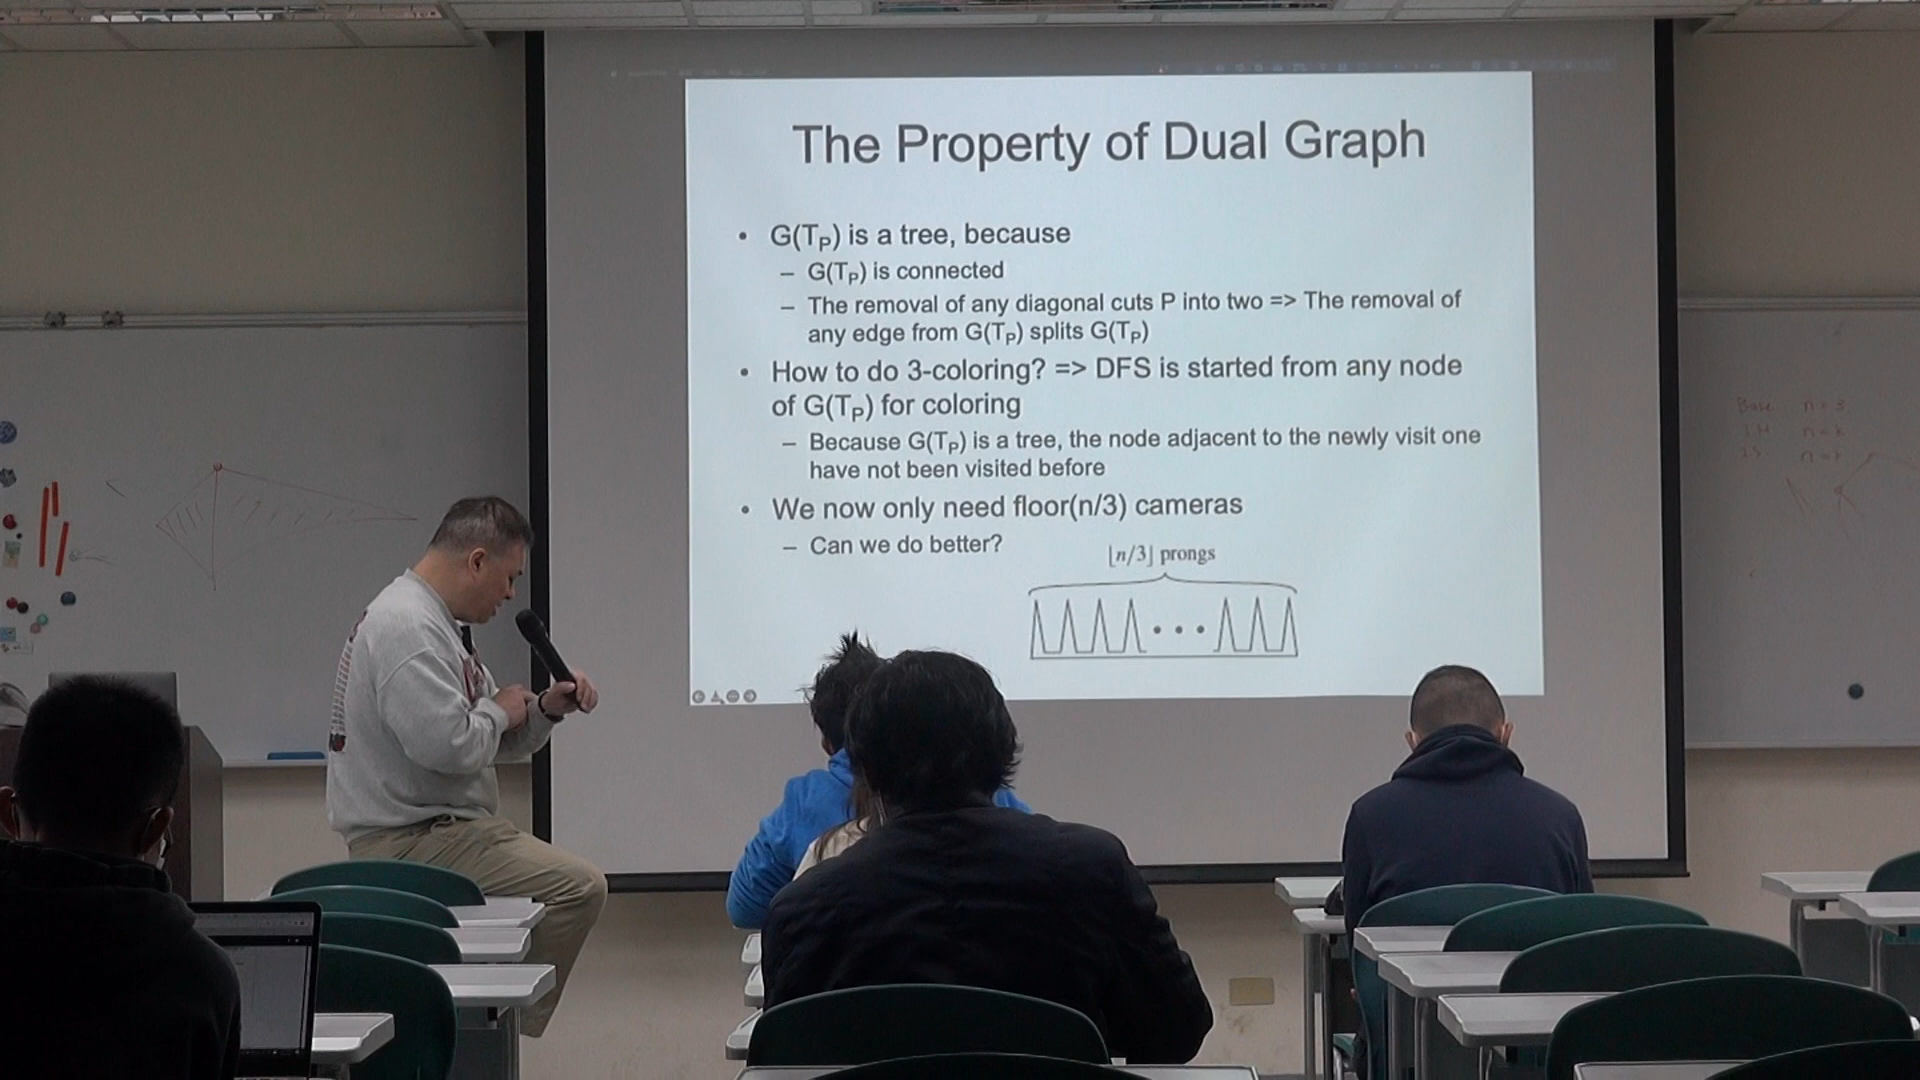 The Property of Dual Graph
• G(TP) is a tree, because
– G(TP) is connected
– The removal of any diagonal cuts P into two => The removal of
any edge from G(TP) splits G(TP)
• How to do 3-coloring? => DFS is started from any node
of G(TP) for coloring
– Because G(TP) is a tree, the node adjacent to the newly visit one
have not been visited before
• We now only need floor(n/3) cameras
– Can we do better?
⌊n/3⌋ prongs
Base n=3
I.H n=k